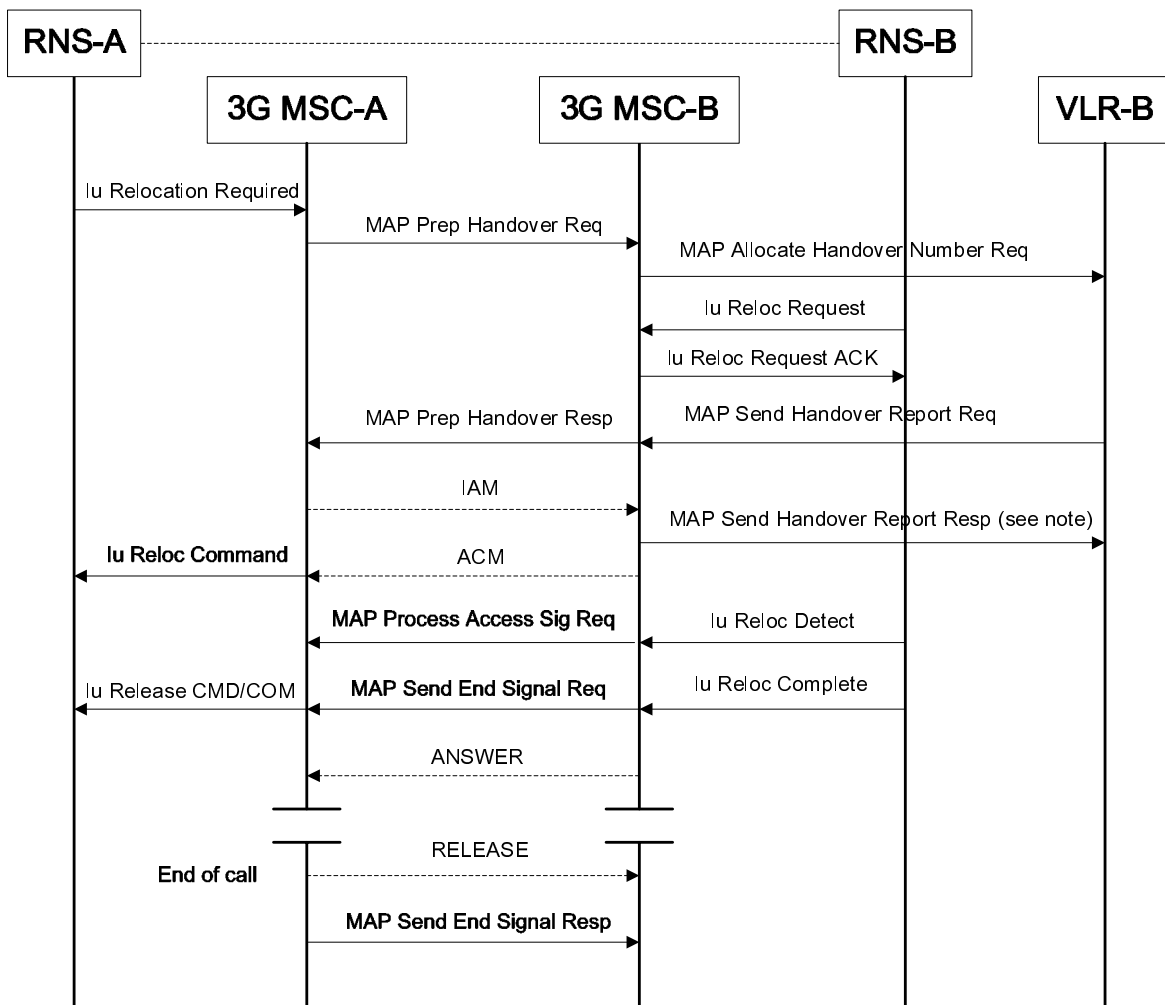 RNS-A
RNS-B
3G MSC-A
3G MSC-B
VLR-B
Iu Relocation Required
MAP Prep Handover Req
MAP Allocate Handover Number Req
Iu Reloc Request
Iu Reloc Request ACK
MAP Prep Handover Resp
MAP Send Handover Report Req
IAM
MAP Send Handover Report Resp (see note)
Iu Reloc Command
ACM
MAP Process Access Sig Req
Iu Reloc Detect
Iu Release CMD/COM
MAP Send End Signal Req
Iu Reloc Complete
ANSWER
RELEASE
End of call
MAP Send End Signal Resp